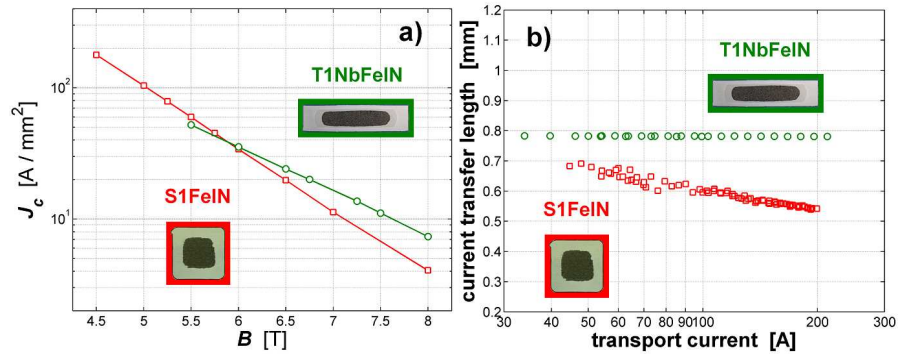 a)
T1NbFeIN
S1FeIN
J_c [A / mm²]
10²
10¹
4.5 5 5.5 6 6.5 7 7.5 8
B [T]
b)
T1NbFeIN
S1FeIN
current transfer length [mm]
1.2
1.1
1
0.9
0.8
0.7
0.6
0.5
0.4
0.3
0.2
30 40 50 60 70 80 90 100 200 300
transport current [A]